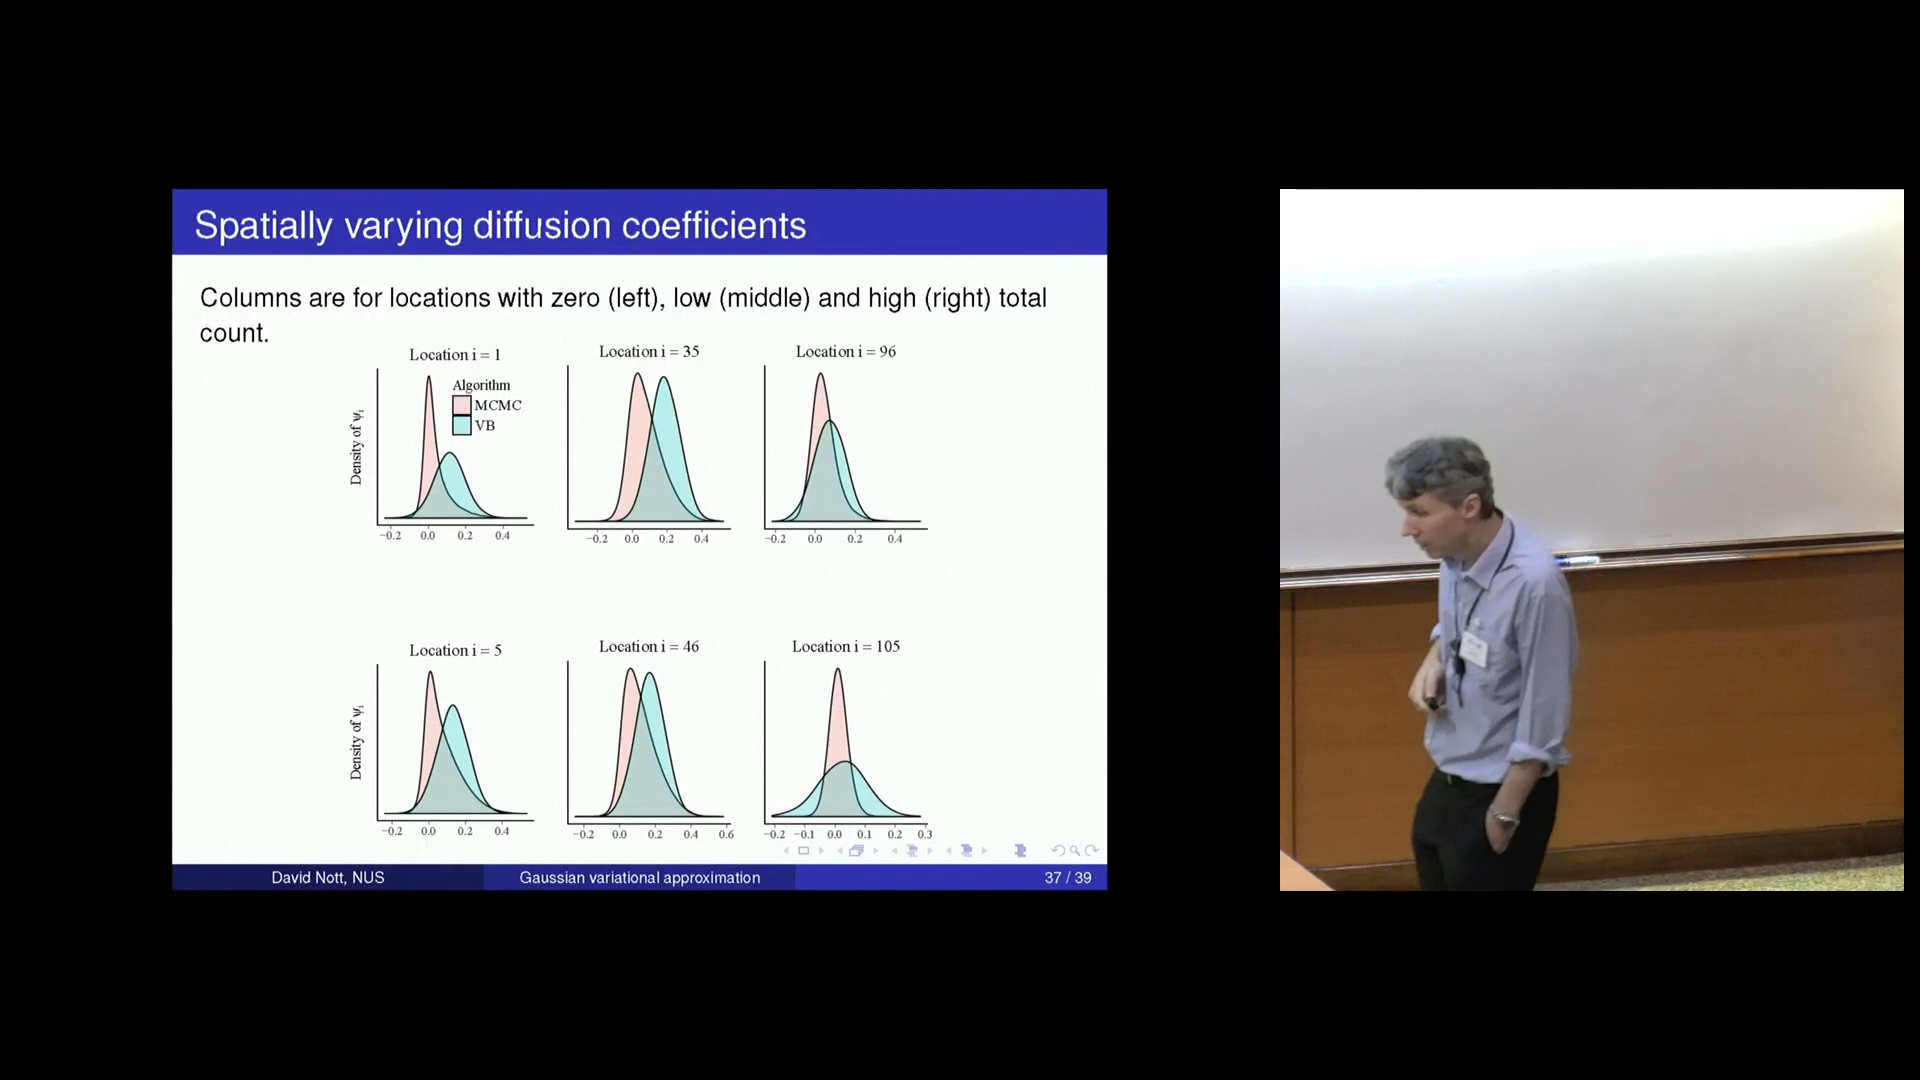 Spatially varying diffusion coefficients
Columns are for locations with zero (left), low (middle) and high (right) total
count.
Location i = 1
Location i = 35
Location i = 96
Algorithm
MCMC
VB
Density of ψi
−0.2 0.0 0.2 0.4
−0.2 0.0 0.2 0.4
−0.2 0.0 0.2 0.4
Location i = 5
Location i = 46
Location i = 105
Density of ψi
−0.2 0.0 0.2 0.4
−0.2 0.0 0.2 0.4 0.6
−0.2 −0.1 0.0 0.1 0.2 0.3
David Nott, NUS
Gaussian variational approximation
37 / 39